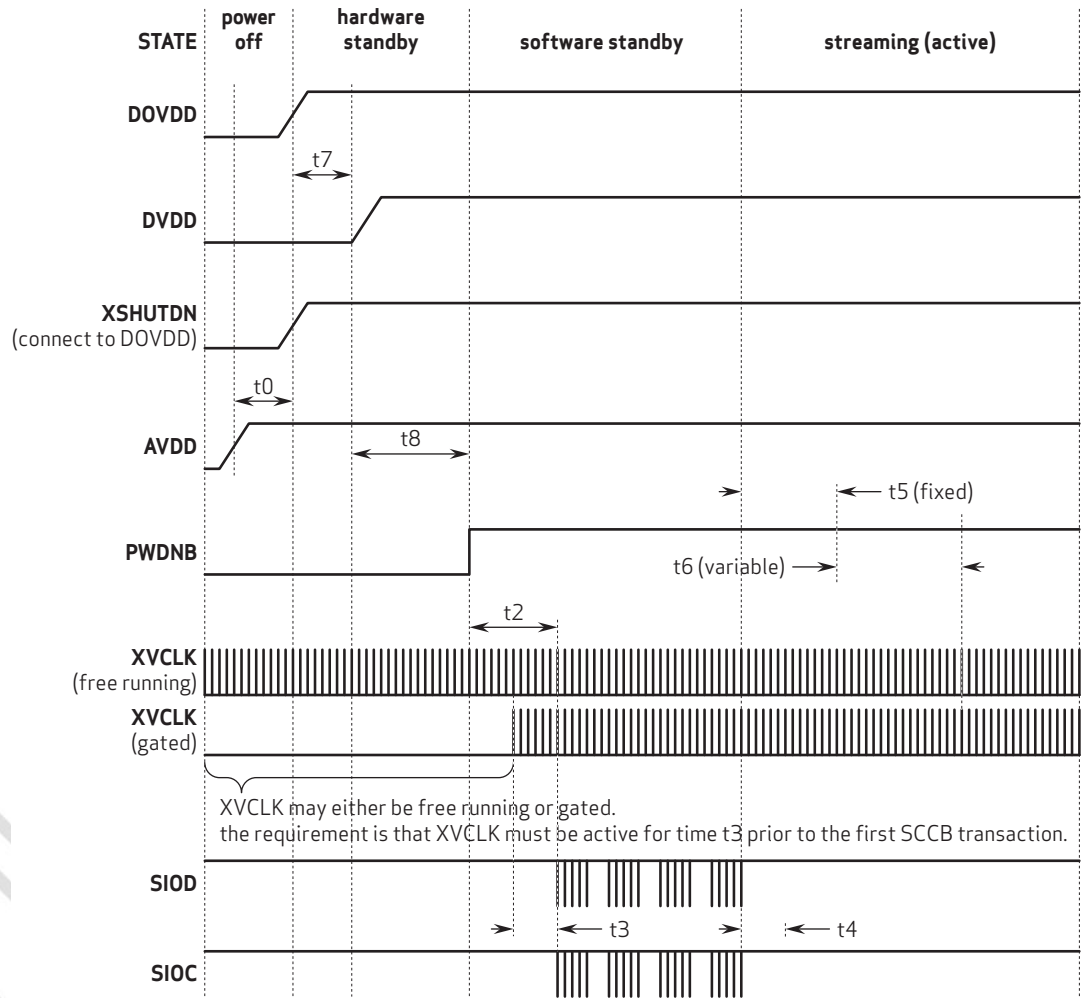 STATE
power off
hardware standby
software standby
streaming (active)
DOVDD
t7
DVDD
XSHUTDN
(connect to DOVDD)
t0
AVDD
t8
t5 (fixed)
PWDNB
t6 (variable)
t2
XVCLK
(free running)
XVCLK
(gated)
XVCLK may either be free running or gated.
the requirement is that XVCLK must be active for time t3 prior to the first SCCB transaction.
SIOD
t3
t4
SIOC